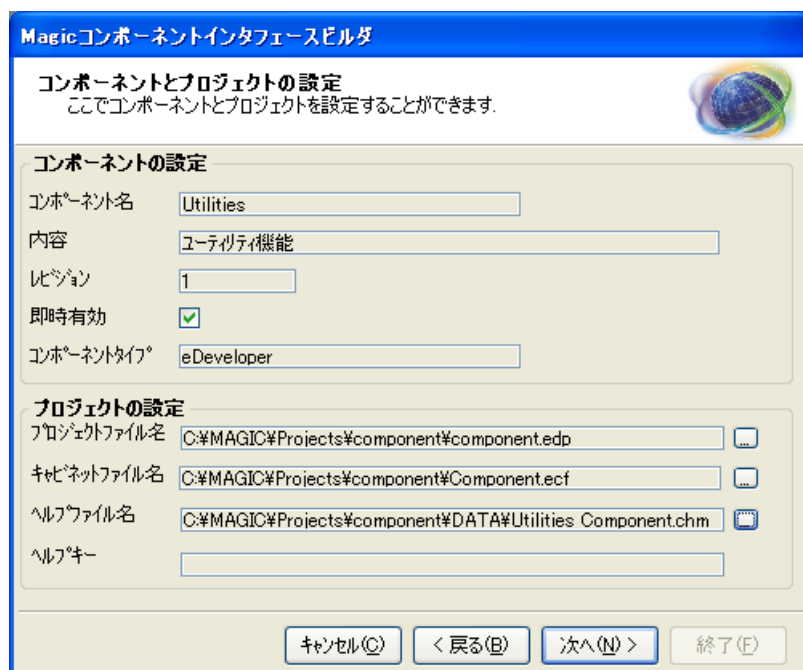 Magicコンポーネントインタフェースビルダ
コンポーネントとプロジェクトの設定
ここでコンポーネントとプロジェクトを設定することができます.
コンポーネントの設定
コンポーネント名 Utilities
内容 ユーティリティ機能
レビジョン 1
即時有効
コンポーネントタイプ eDeveloper
プロジェクトの設定
プロジェクトファイル名 C:¥MAGIC¥Projects¥component¥component.edp ...
キャビネットファイル名 C:¥MAGIC¥Projects¥component¥Component.ecf ...
ヘルプファイル名 C:¥MAGIC¥Projects¥component¥DATA¥Utilities Component.chm ...
ヘルプキー
キャンセル(C) < 戻る(B) 次へ(N) > 終了(F)